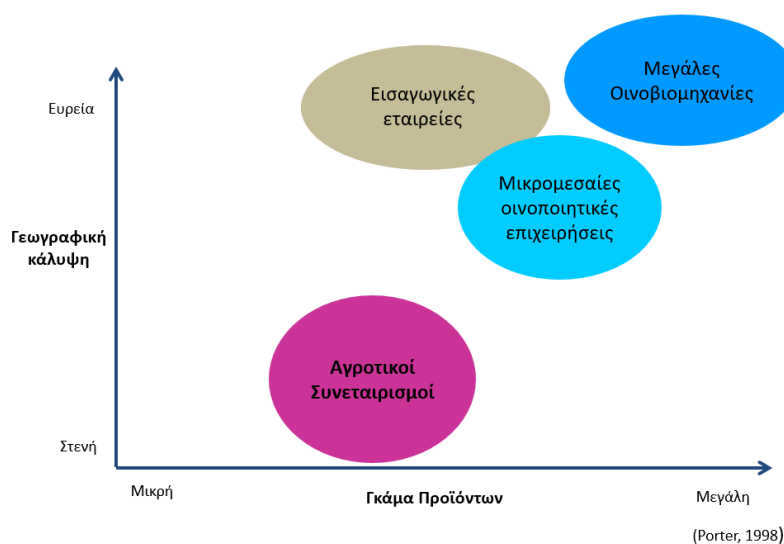 Ευρεία
Γεωγραφική
κάλυψη
Στενή
Εισαγωγικές
εταιρείες
Μεγάλες
Οινοβιομηχανίες
Μικρομεσαίες
οινοποιητικές
επιχειρήσεις
Αγροτικοί
Συνεταιρισμοί
Μικρή
Γκάμα Προϊόντων
Μεγάλη
(Porter, 1998)